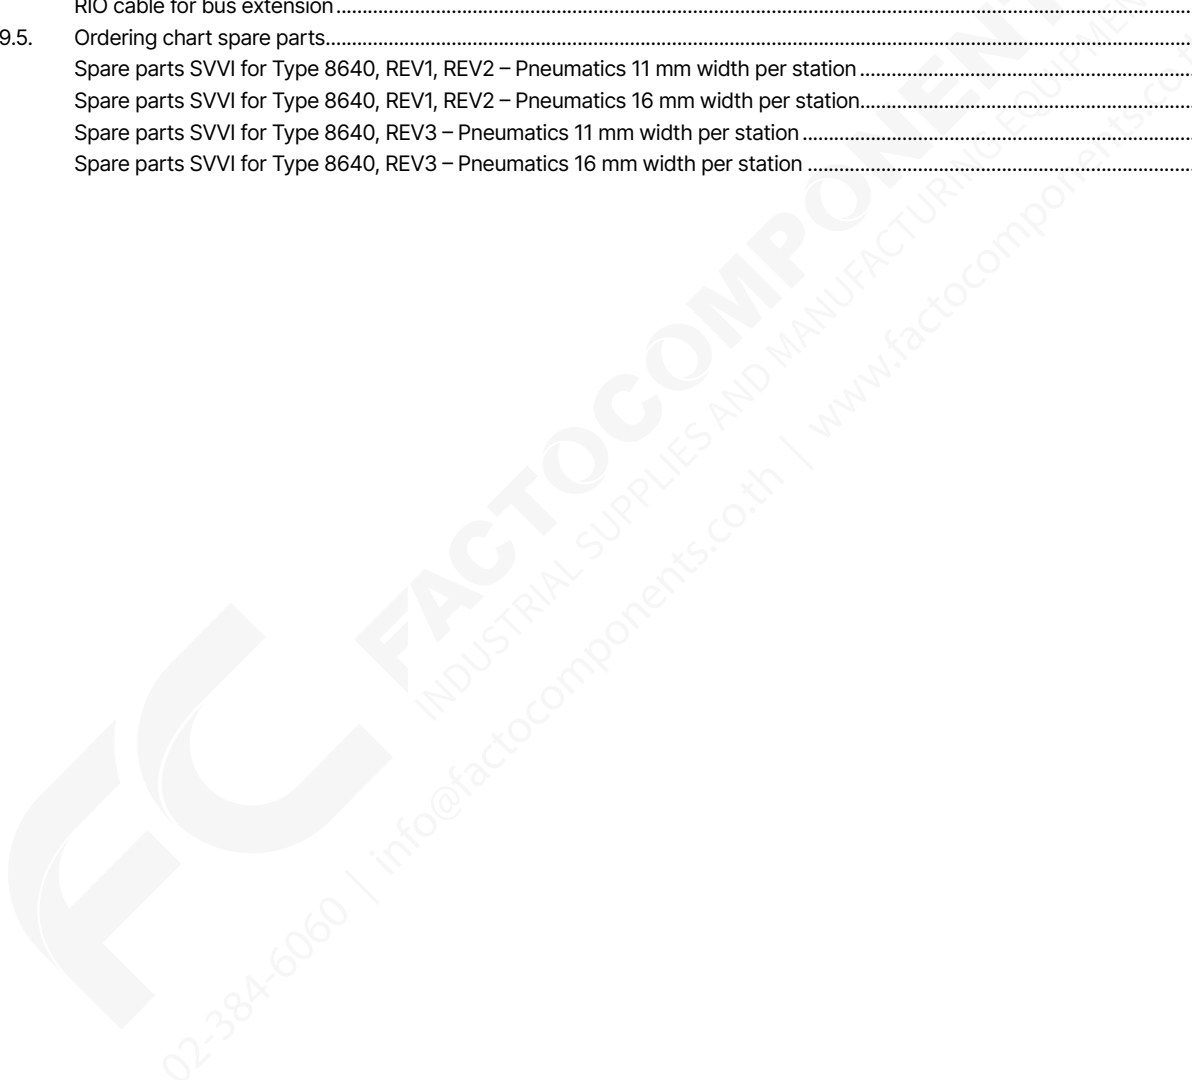 RIO cable for bus extension
9.5. Ordering chart spare parts
Spare parts SVVI for Type 8640, REV1, REV2 – Pneumatics 11 mm width per station
Spare parts SVVI for Type 8640, REV1, REV2 – Pneumatics 16 mm width per station
Spare parts SVVI for Type 8640, REV3 – Pneumatics 11 mm width per station
Spare parts SVVI for Type 8640, REV3 – Pneumatics 16 mm width per station
FC
FACTOCOMPONENT
INDUSTRIAL SUPPLIES AND MANUFACTURING EQUIPMEN
02-384-6060 | info@factocomponents.co.th | www.factocomponents.co.t